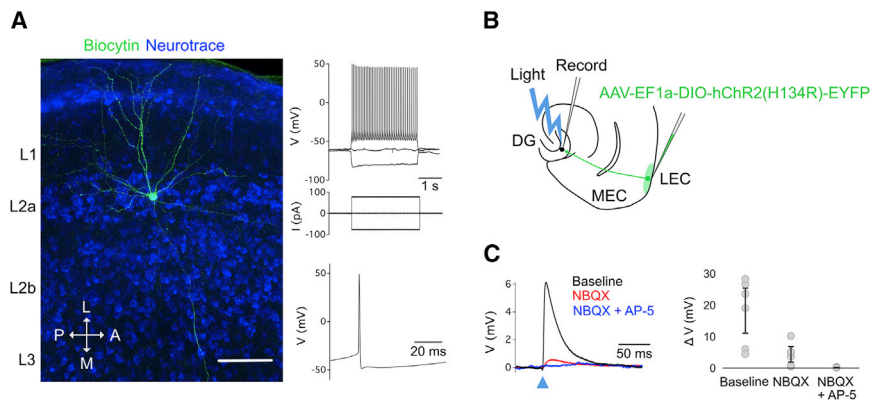 A
Biocytin Neurotrace
L1
L2a
L2b
L3
L
P A
M
50
0
-50
-100
V (mV)
1 s
100
0
-100
I (pA)
50
0
-50
V (mV)
20 ms
B
Light
Record
AAV-EF1a-DIO-hChR2(H134R)-EYFP
DG
MEC
LEC
C
6
4
2
0
V (mV)
Baseline
NBQX
NBQX + AP-5
50 ms
30
20
10
0
Δ V (mV)
Baseline NBQX NBQX
+ AP-5